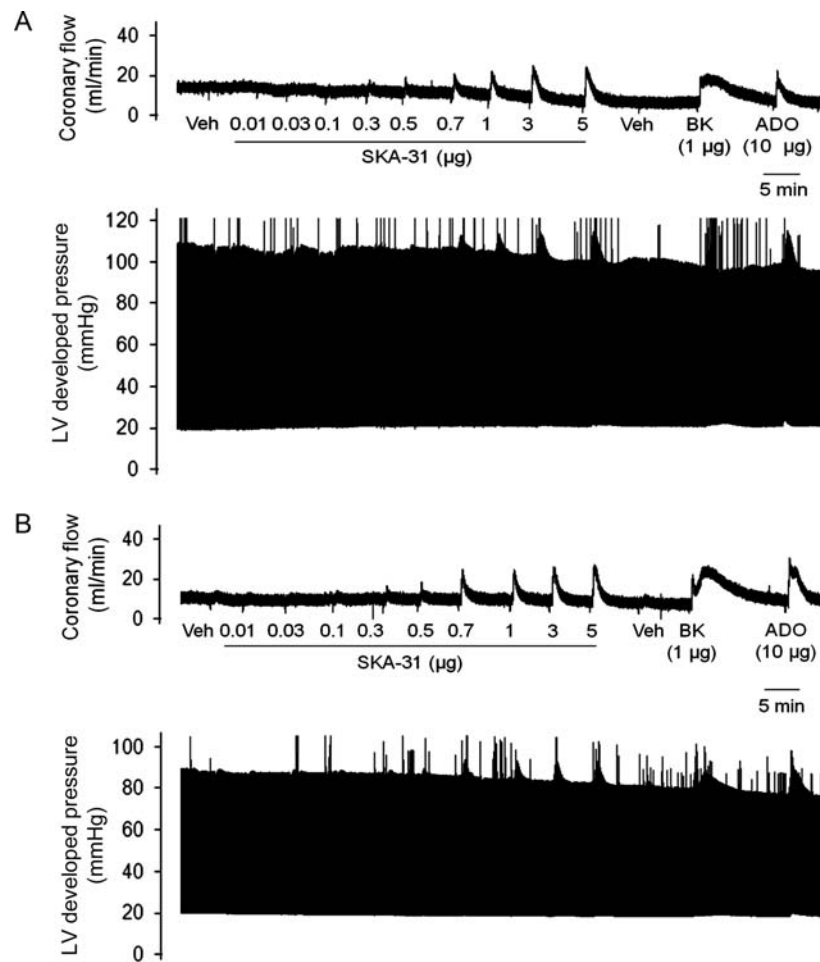 A
Coronary flow
(ml/min)
40
20
0
Veh 0.01 0.03 0.1 0.3 0.5 0.7 1 3 5 Veh BK ADO
(1 µg) (10 µg)
SKA-31 (µg)
5 min
LV developed pressure
(mmHg)
120
100
80
60
40
20
0
B
Coronary flow
(ml/min)
40
20
0
Veh 0.01 0.03 0.1 0.3 0.5 0.7 1 3 5 Veh BK ADO
(1 µg) (10 µg)
SKA-31 (µg)
5 min
LV developed pressure
(mmHg)
100
80
60
40
20
0